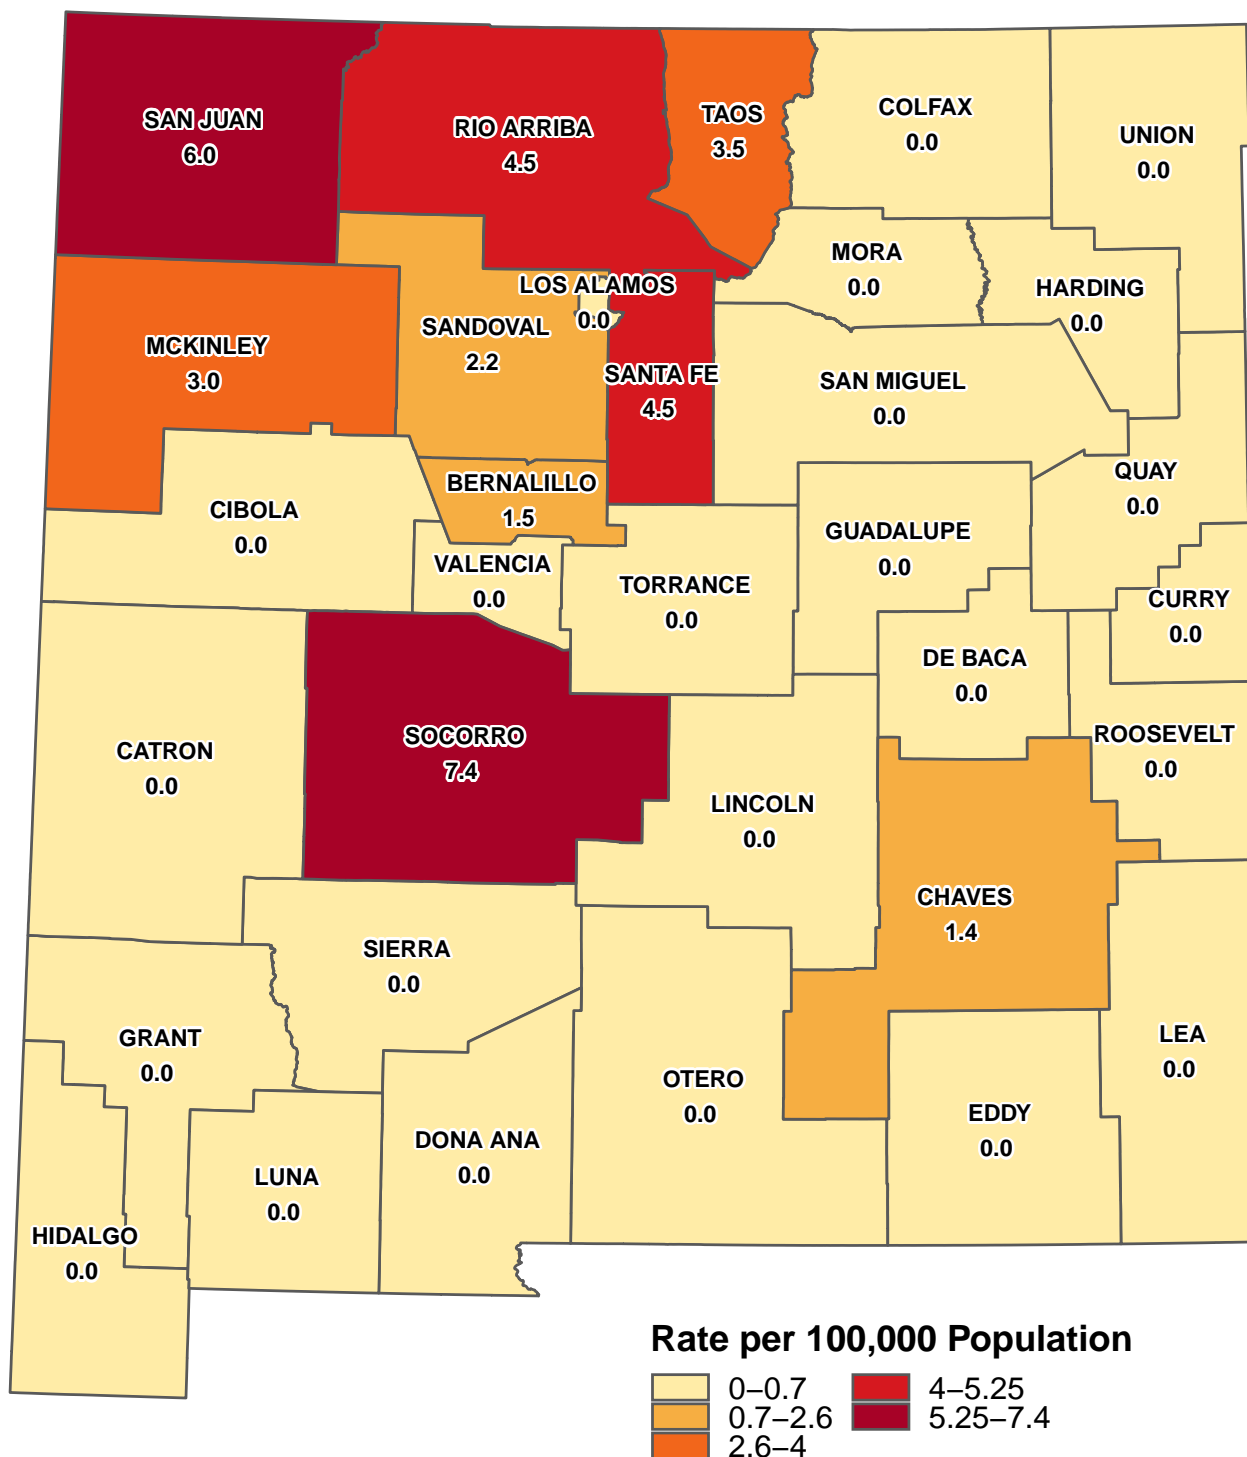 SAN JUAN
6.0
RIO ARRIBA
4.5
TAOS
3.5
COLFAX
0.0
UNION
0.0
MORA
0.0
HARDING
0.0
LOS ALAMOS
0.0
SANDOVAL
2.2
MCKINLEY
3.0
SANTA FE
4.5
SAN MIGUEL
0.0
QUAY
0.0
BERNALILLO
1.5
CIBOLA
0.0
GUADALUPE
0.0
VALENCIA
0.0
TORRANCE
0.0
CURRY
0.0
DE BACA
0.0
ROOSEVELT
0.0
SOCORRO
7.4
CATRON
0.0
LINCOLN
0.0
CHAVES
1.4
SIERRA
0.0
GRANT
0.0
LEA
0.0
OTERO
0.0
EDDY
0.0
DONA ANA
0.0
LUNA
0.0
HIDALGO
0.0
Rate per 100,000 Population
0–0.7
4–5.25
0.7–2.6
5.25–7.4
2.6–4